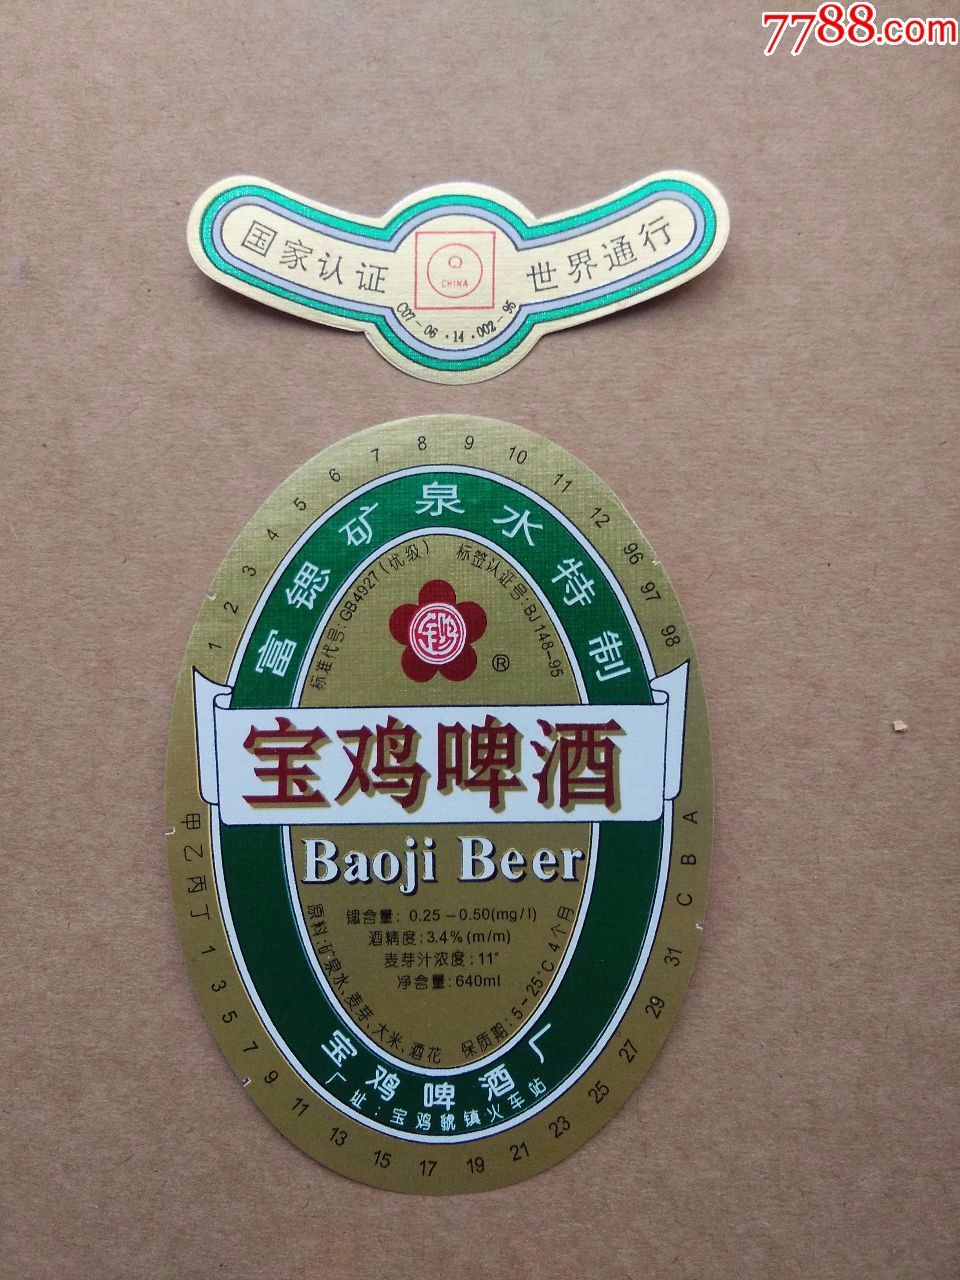 7788.com
国家认证
CHINA
世界通行
C07-06·14·002-95
1 2 3 4 5 6 7 8 9 10 11 12 96 97 98
富锶矿泉水特制
标准代号:GB4927(优级)
标签认证号:BJ148-95
®
宝鸡啤酒
Baoji Beer
锶含量: 0.25-0.50(mg/l)
酒精度:3.4%(m/m)
麦芽汁浓度:11°
净含量:640ml
原料:矿泉水、麦芽、大米、酒花
保质期:5-25°C 4个月
宝鸡啤酒厂
厂址:宝鸡虢镇火车站
甲乙丙丁 1 3 5 7 9 11 13 15 17 19 21 23 25 27 29 31 C B A